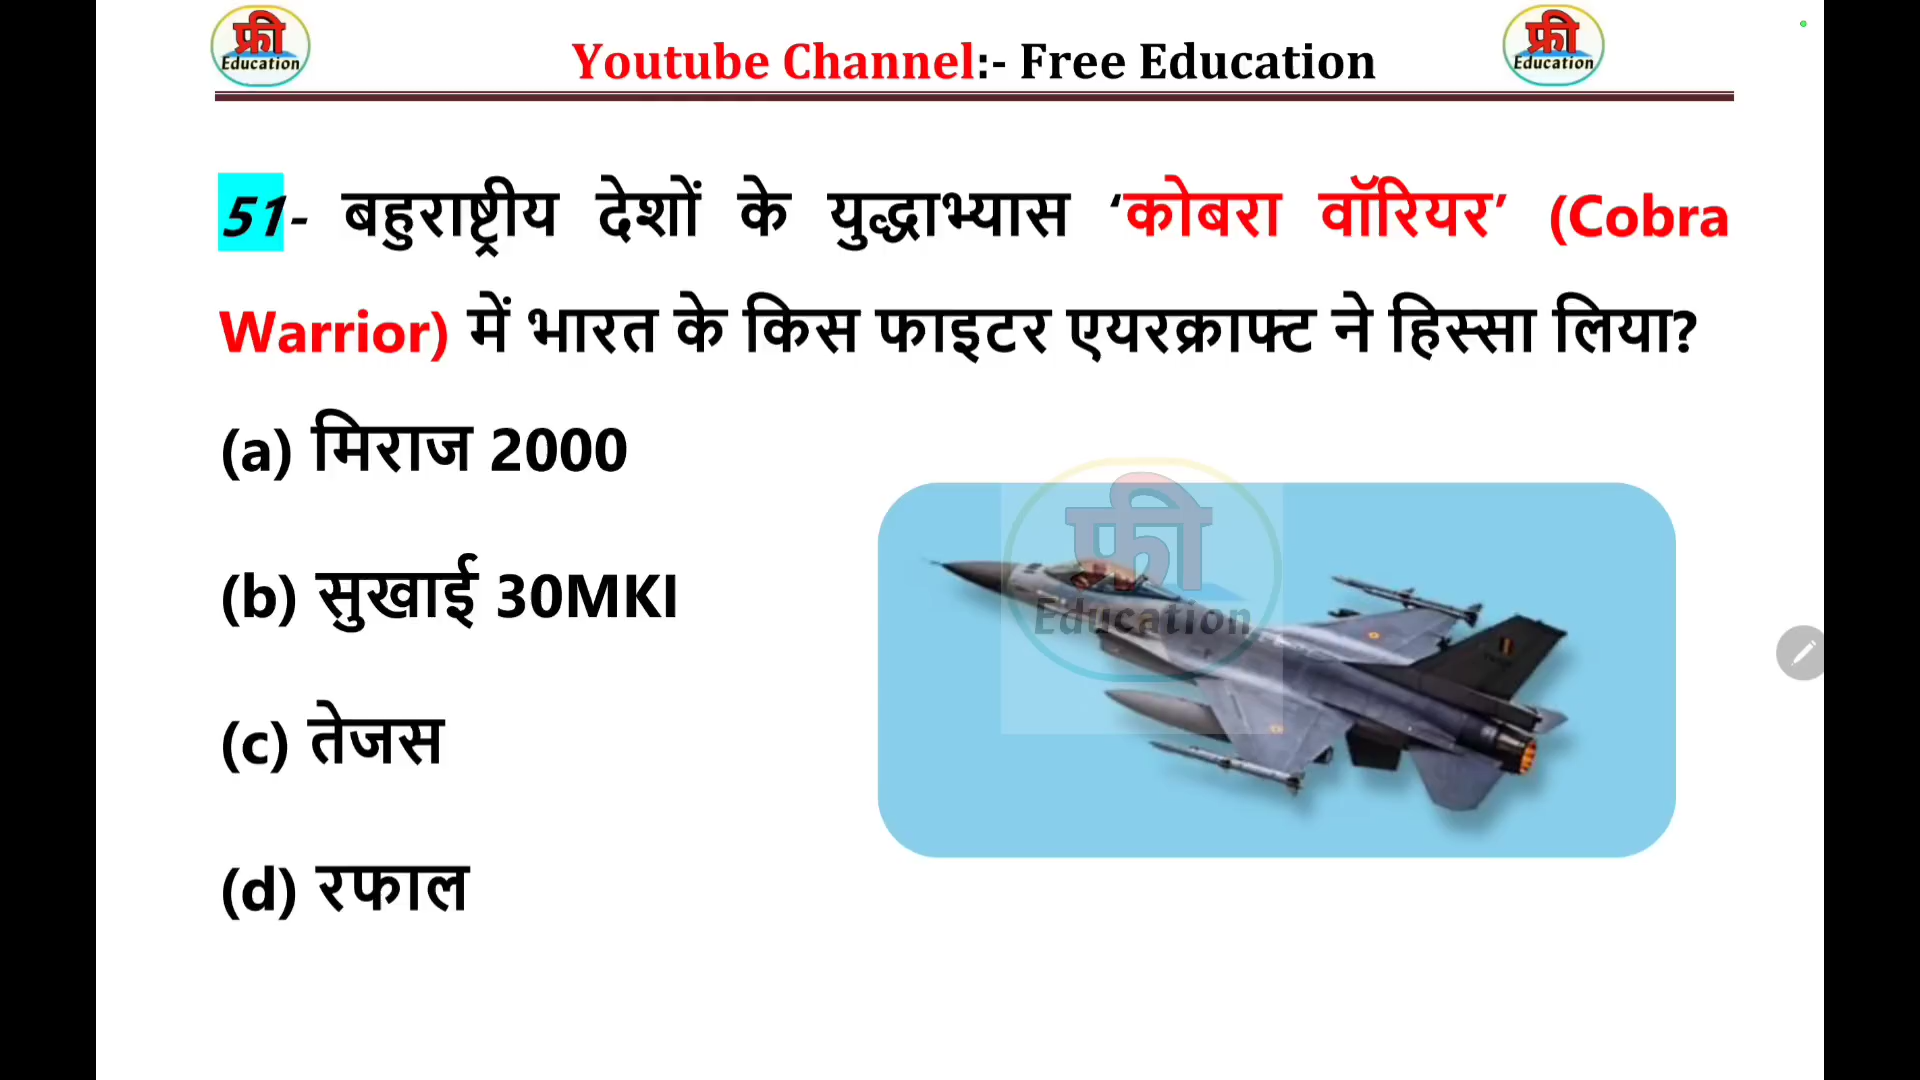 फ्री
Education
Youtube Channel:- Free Education
फ्री
Education
51- बहुराष्ट्रीय देशों के युद्धाभ्यास ‘कोबरा वॉरियर’ (Cobra
Warrior) में भारत के किस फाइटर एयरक्राफ्ट ने हिस्सा लिया?
(a) मिराज 2000
(b) सुखाई 30MKI
(c) तेजस
(d) रफाल
फ्री
Education